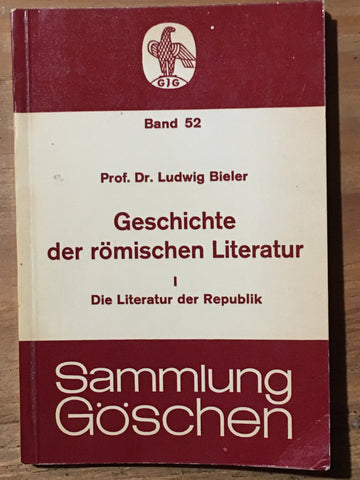 GJG
Band 52
Prof. Dr. Ludwig Bieler
Geschichte
der römischen Literatur
I
Die Literatur der Republik
Sammlung
Göschen